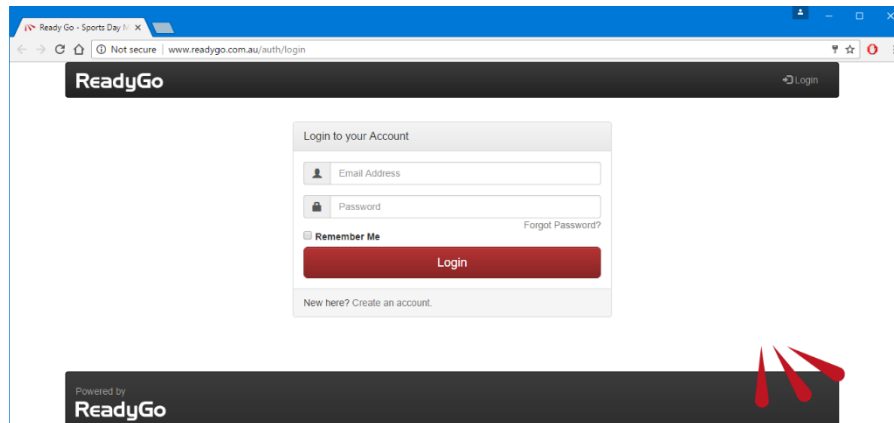 Ready Go - Sports Day
Not secure | www.readygo.com.au/auth/login
ReadyGo
Login
Login to your Account
Email Address
Password
Forgot Password?
Remember Me
Login
New here? Create an account.
Powered by
ReadyGo